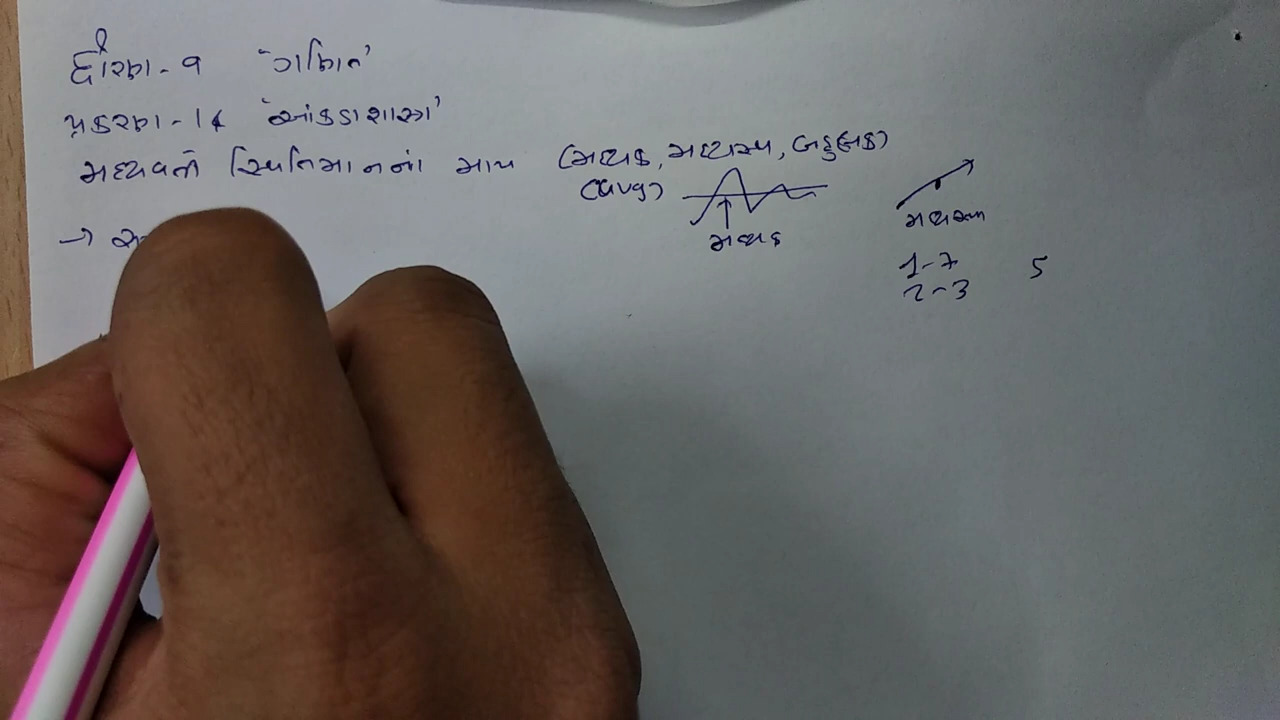 ધોરણ - ૯ "ગણિત"
પ્રકરણ - 14 "આંકડાશાસ્ત્ર"
મધ્યવર્તી સ્થિતિમાનનાં માપ (મધ્યક, મધ્યસ્થ, બહુલક)
(avg)
મધ્યક
મધ્યસ્થ
1-7 5
2-3
→